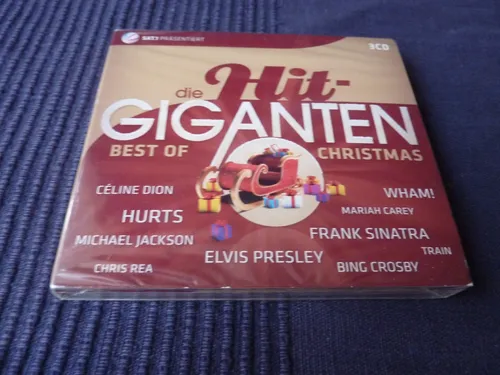 SAT.1 PRÄSENTIERT
3CD
die Hit-
GIGANTEN
BEST OF CHRISTMAS
CÉLINE DION
WHAM!
HURTS
MARIAH CAREY
MICHAEL JACKSON
FRANK SINATRA
ELVIS PRESLEY
TRAIN
CHRIS REA
BING CROSBY